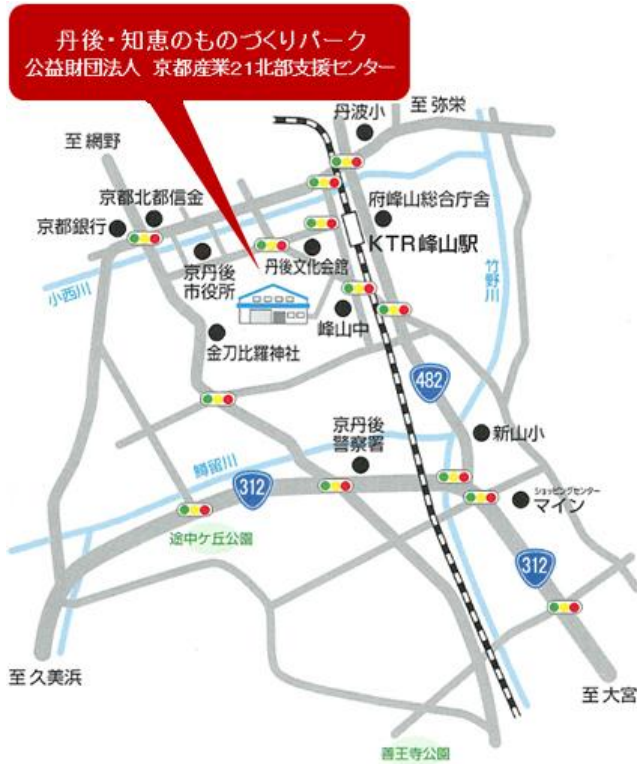 丹後・知恵のものづくりパーク
公益財団法人 京都産業21北部支援センター
丹波小
至 弥栄
至 網野
京都北都信金
京都銀行
府峰山総合庁舎
KTR峰山駅
京丹後
市役所
丹後文化会館
竹野川
小西川
峰山中
金刀比羅神社
482
京丹後
警察署
新山小
鱒留川
312
ショッピングセンター
マイン
途中ケ丘公園
312
至 久美浜
至 大宮
善王寺公園